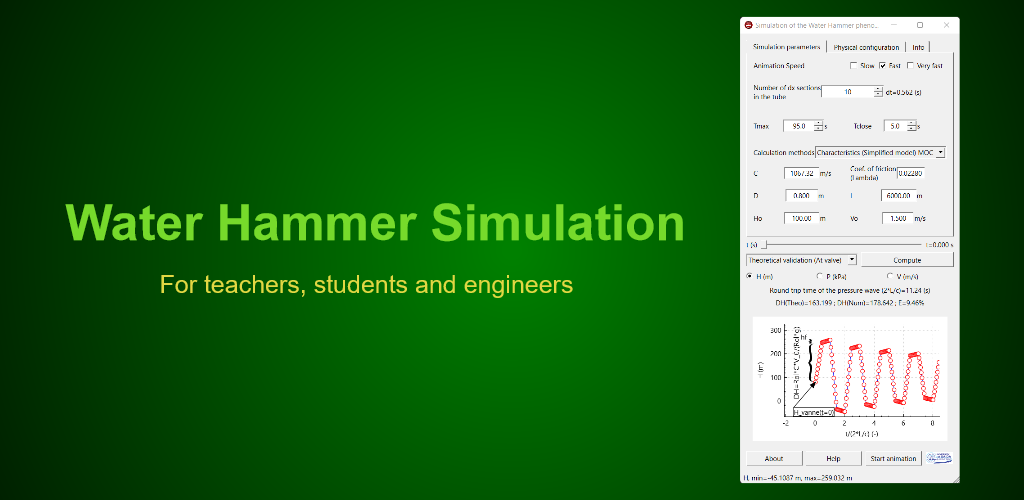 Water Hammer Simulation
For teachers, students and engineers
Simulation of the Water Hammer pheno...
Simulation parameters Physical configuration Info
Animation Speed Slow Fast Very fast
Number of dx sections
in the tube 10 dt=0.562 (s)
Tmax 95.0 s Tclose 5.0 s
Calculation methods Characteristics (Simplified model) MOC
C 1067.32 m/s Coef. of friction
(Lambda) 0.02280
D 0.800 m l 6000.00 m
Ho 100.00 m Vo 1.500 m/s
t (s) t=0.000 s
Theoretical validation (At valve) Compute
H (m) P (kPa) V (m/s)
Round trip time of the pressure wave (2*L/c)=11.24 (s)
DH(Theo)=163.199 ; DH(Num)=178.642 ; E=9.46%
300
200
100
0
H (m)
hf
H_vanne(t=0)
-2 0 2 4 6 8
t/(2*L/c) (-)
About Help Start animation
min=-45.1087 m, max=259.032 m